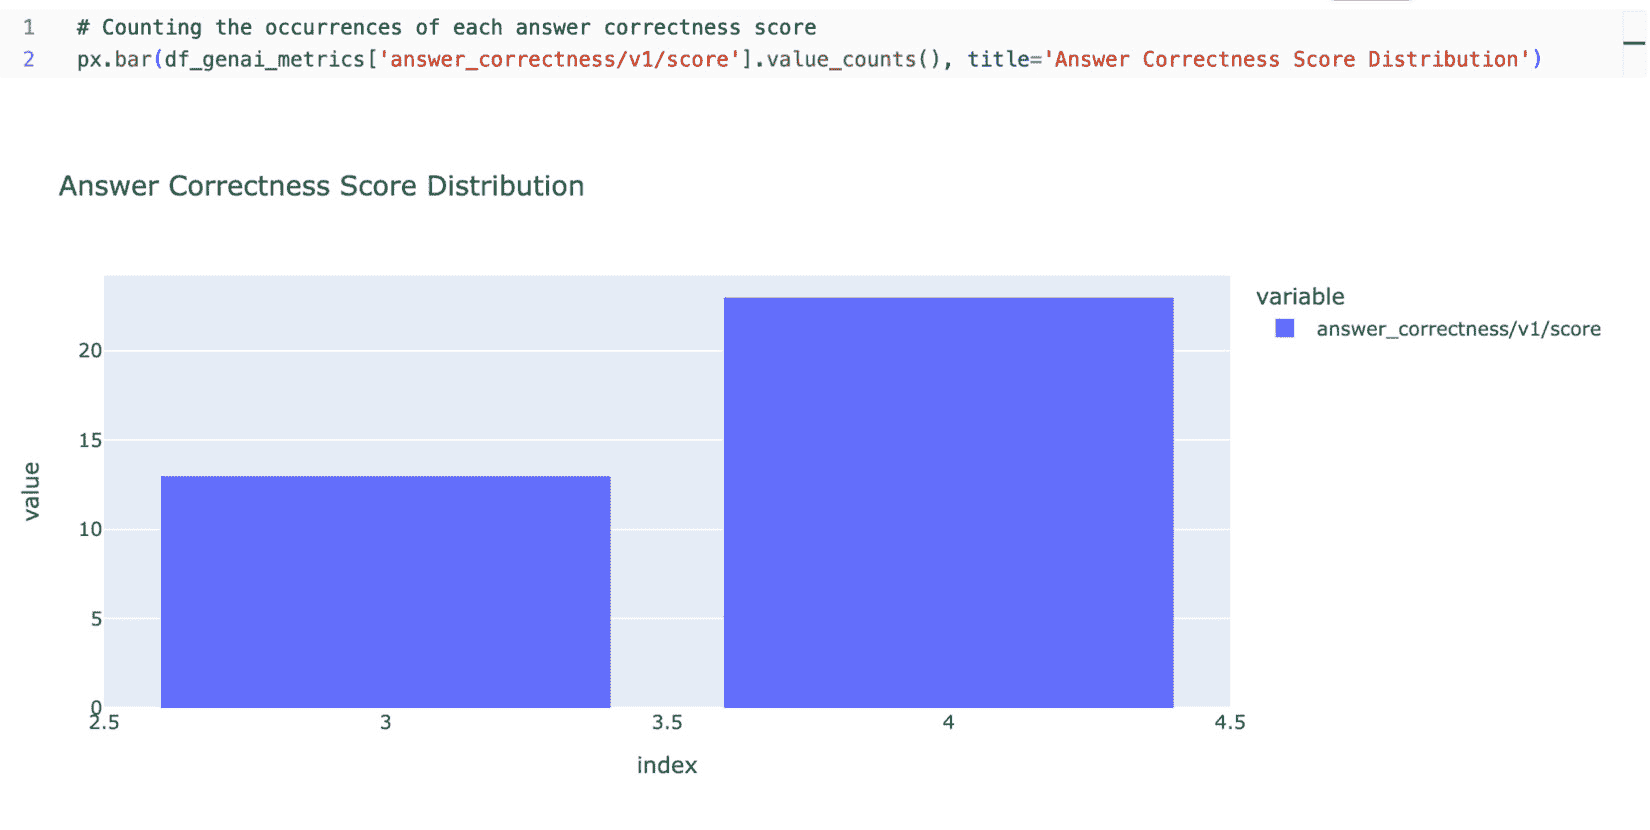 1 # Counting the occurrences of each answer correctness score
2 px.bar(df_genai_metrics['answer_correctness/v1/score'].value_counts(), title='Answer Correctness Score Distribution')
Answer Correctness Score Distribution
variable
answer_correctness/v1/score
20
15
10
5
0
value
2.5 3 3.5 4 4.5
index